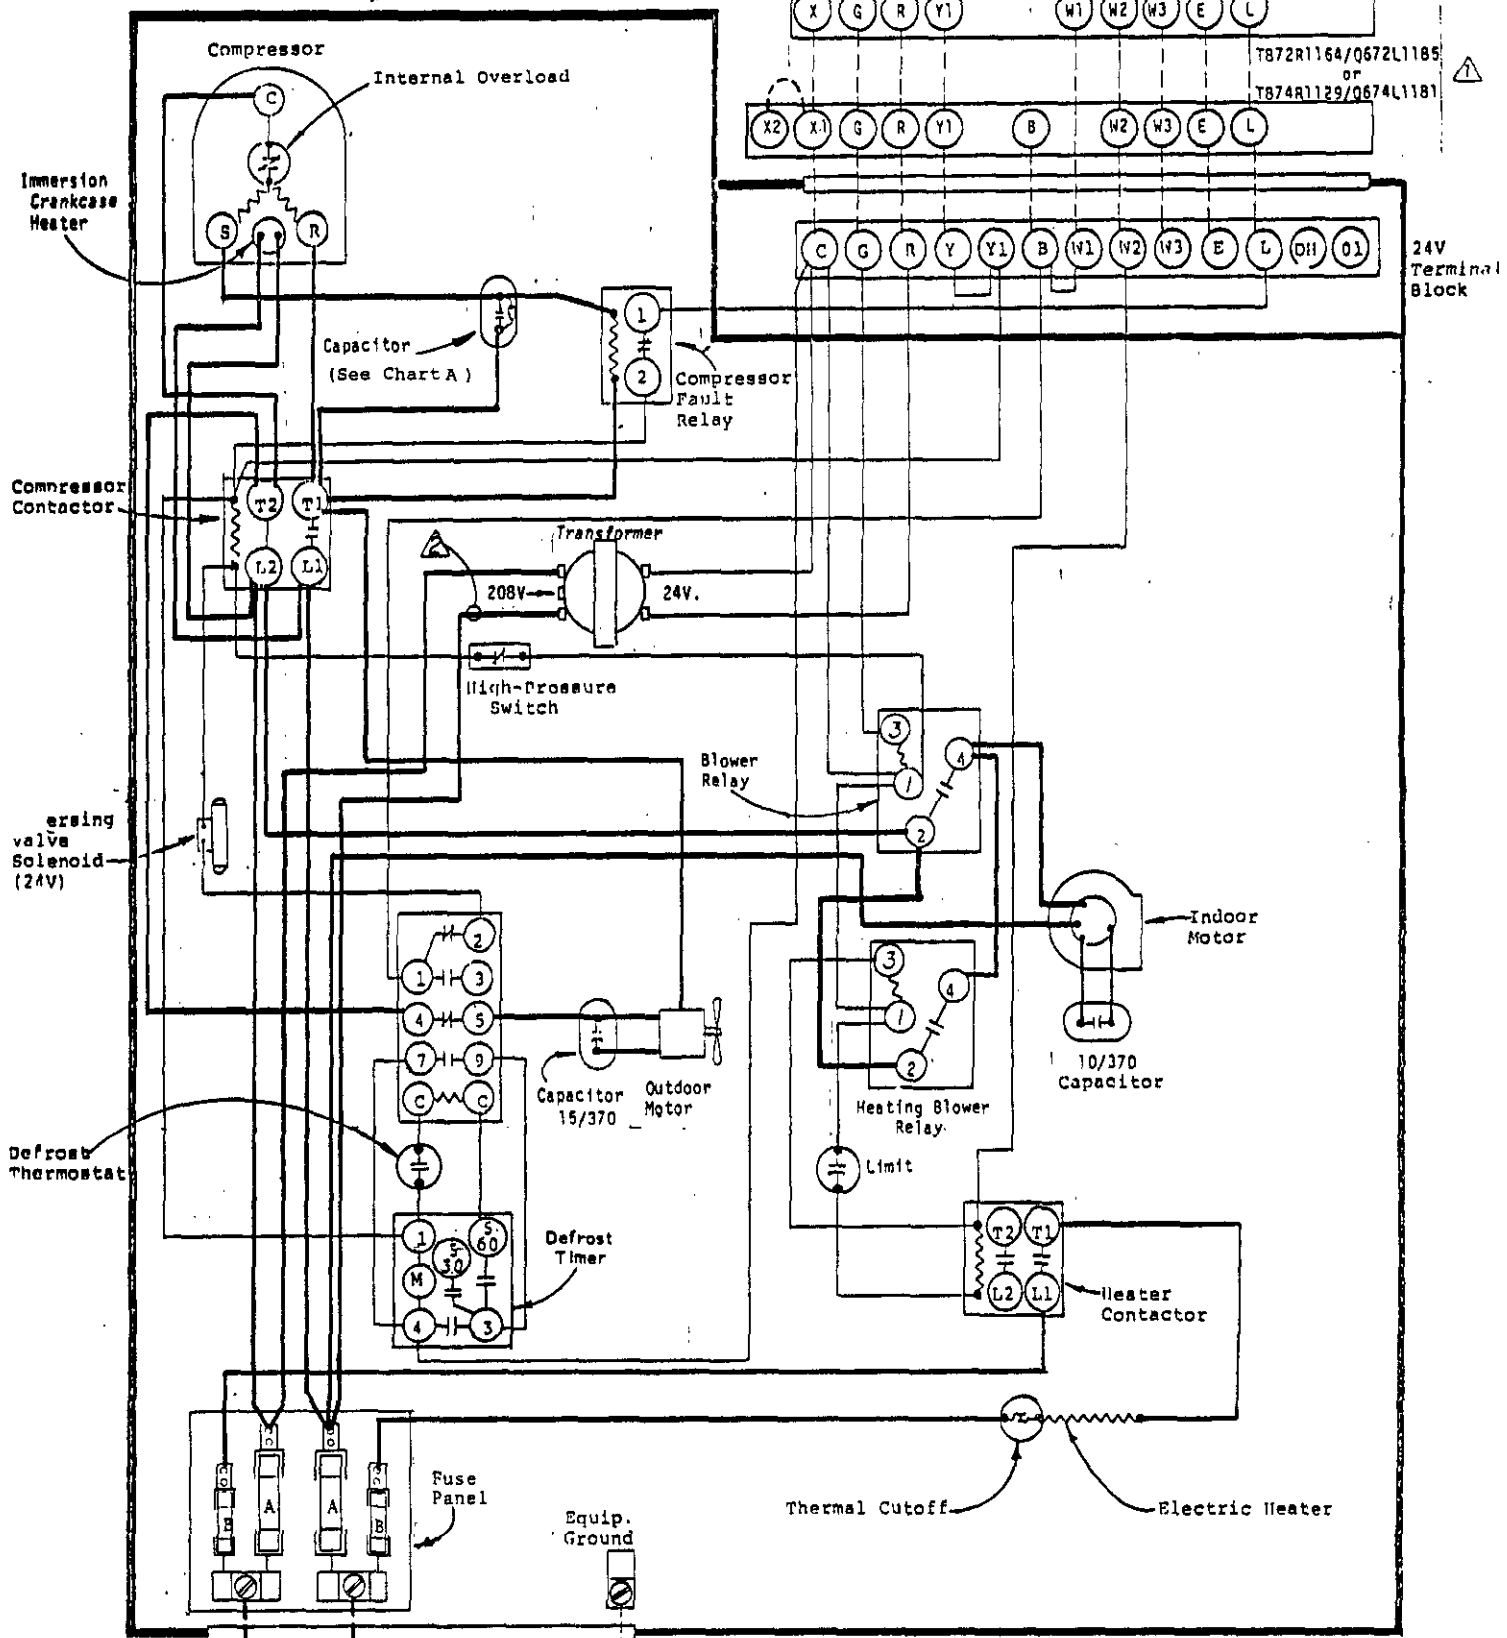 X G R Y1 W1 W2 W3 E L
T872R1164/Q672L1185
or
T874R1129/Q674L1181
1
X2 X1 G R Y1 B W2 W3 E L
C G R Y Y1 B W1 W2 W3 E L DH O1
24V
Terminal
Block
Compressor
Internal Overload
C
S R
Immersion
Crankcase
Heater
Capacitor
(See Chart A)
1
2
Compressor
Fault
Relay
Compressor
Contactor
T2 T1
L2 L1
2
Transformer
208V
24V.
High-Pressure
Switch
Blower
Relay
3
4
1
2
ersing
valve
Solenoid
(24V)
2
1 3
4 5
7 9
C C
Capacitor
15/370
Outdoor
Motor
Indoor
Motor
10/370
Capacitor
3
4
1
2
Heating Blower
Relay
Limit
Defrost
Thermostat
1
S.
60
30
M
4 3
Defrost
Timer
T2 T1
L2 L1
Heater
Contactor
B A A B
Fuse
Panel
Equip.
Ground
Thermal Cutoff
Electric Heater